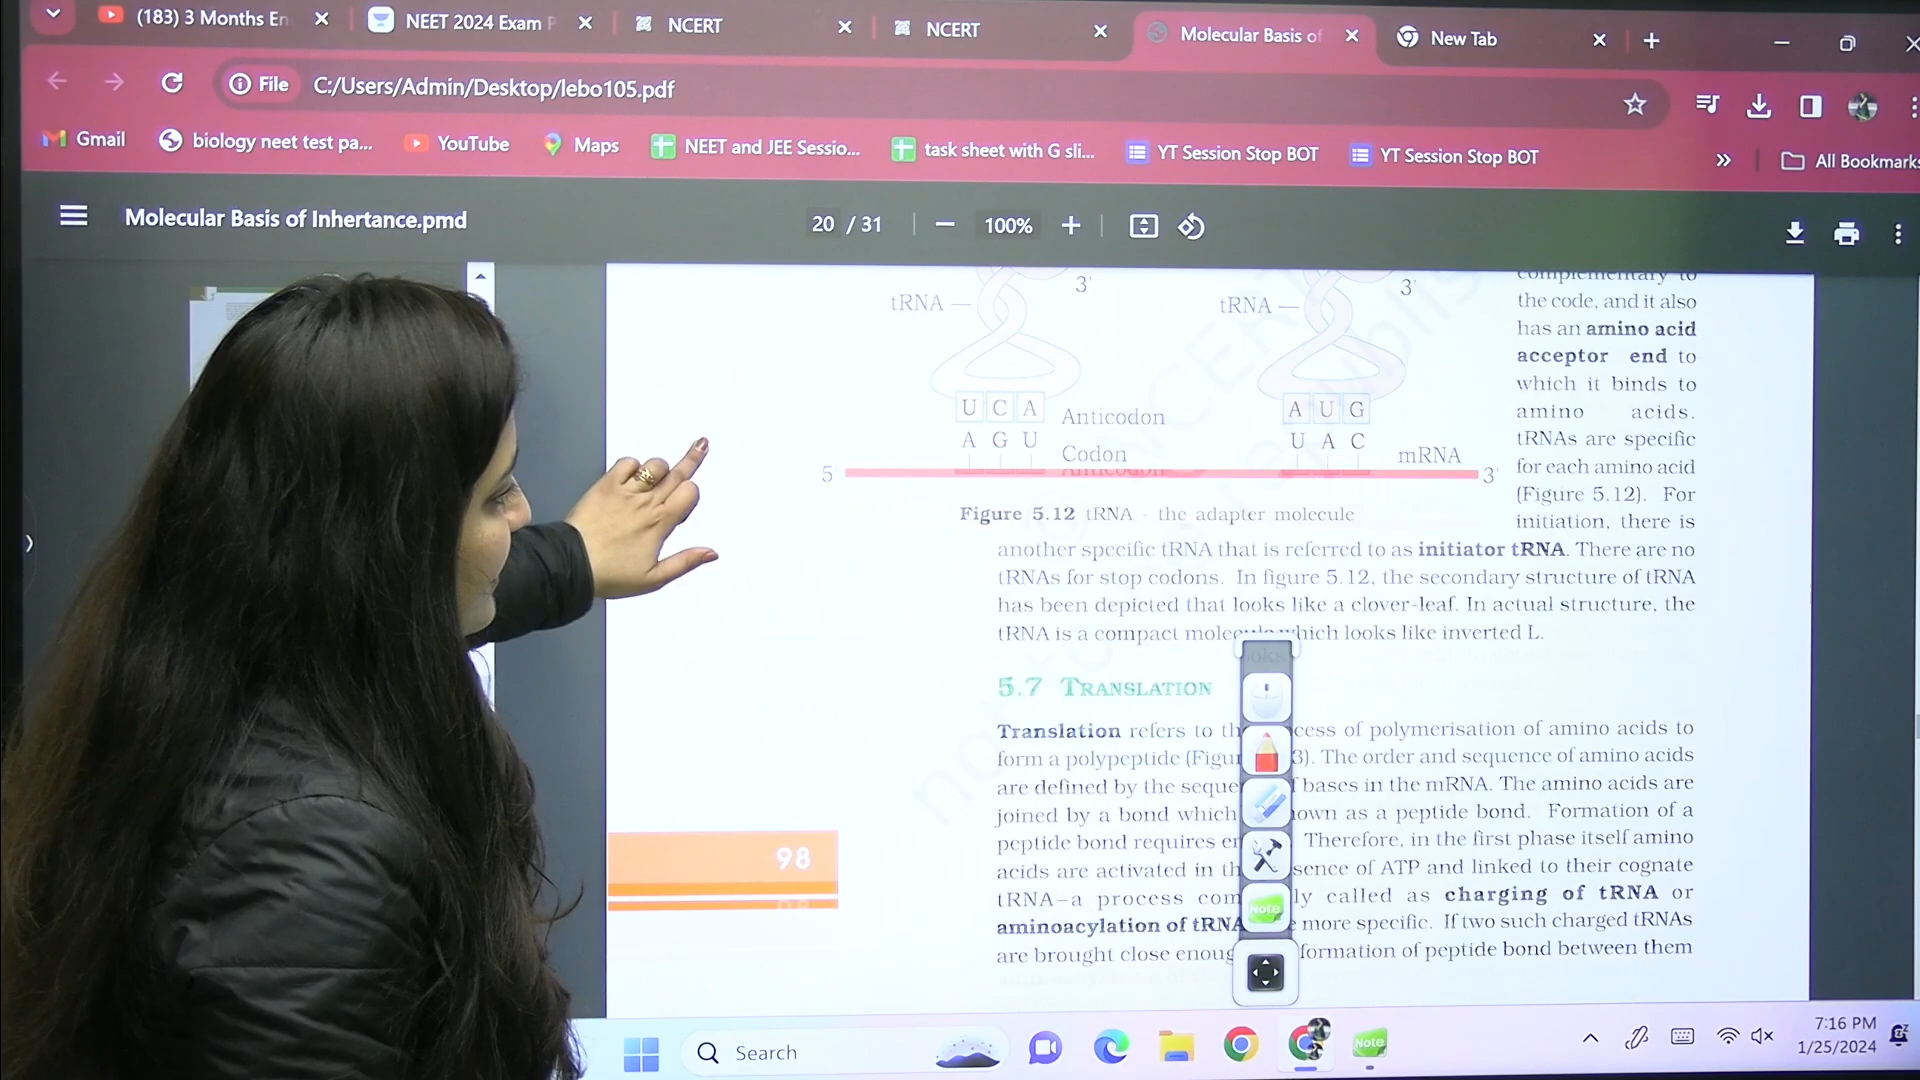 (183) 3 Months En
NEET 2024 Exam P
NCERT
NCERT
Molecular Basis of
New Tab
File
C:/Users/Admin/Desktop/lebo105.pdf
Gmail
biology neet test pa...
YouTube
Maps
NEET and JEE Sessio...
task sheet with G sli...
YT Session Stop BOT
YT Session Stop BOT
All Bookmarks
Molecular Basis of Inhertance.pmd
20 / 31
100%
3'
3'
tRNA
tRNA
U C A
Anticodon
A U G
A G U
Codon
U A C
mRNA
5'
3'
Figure 5.12 tRNA - the adapter molecule
complementary to
the code, and it also
has an amino acid
acceptor end to
which it binds to
amino acids.
tRNAs are specific
for each amino acid
(Figure 5.12). For
initiation, there is
another specific tRNA that is referred to as initiator tRNA. There are no
tRNAs for stop codons. In figure 5.12, the secondary structure of tRNA
has been depicted that looks like a clover-leaf. In actual structure, the
tRNA is a compact molecule which looks like inverted L.
5.7 TRANSLATION
Translation refers to th cess of polymerisation of amino acids to
form a polypeptide (Figu 3). The order and sequence of amino acids
are defined by the seque f bases in the mRNA. The amino acids are
joined by a bond which own as a peptide bond. Formation of a
peptide bond requires er Therefore, in the first phase itself amino
acids are activated in th sence of ATP and linked to their cognate
tRNA–a process com ly called as charging of tRNA or
aminoacylation of tRNA e more specific. If two such charged tRNAs
are brought close enoug formation of peptide bond between them
98
Note
Search
Note
7:16 PM
1/25/2024